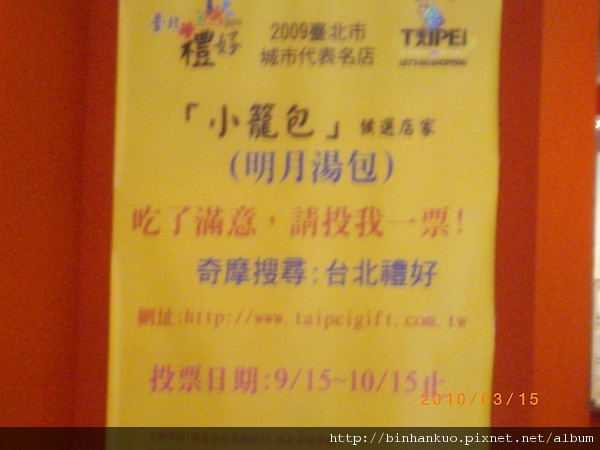 臺北
禮好
2009臺北市
城市代表名店
TAIPEI
「小籠包」候選店家
(明月湯包)
吃了滿意，請投我一票!
奇摩搜尋:台北禮好
網址:http://www.taipeigift.com.tw
投票日期:9/15~10/15止
2010/03/15
http://binhankuo.pixnet.net/album